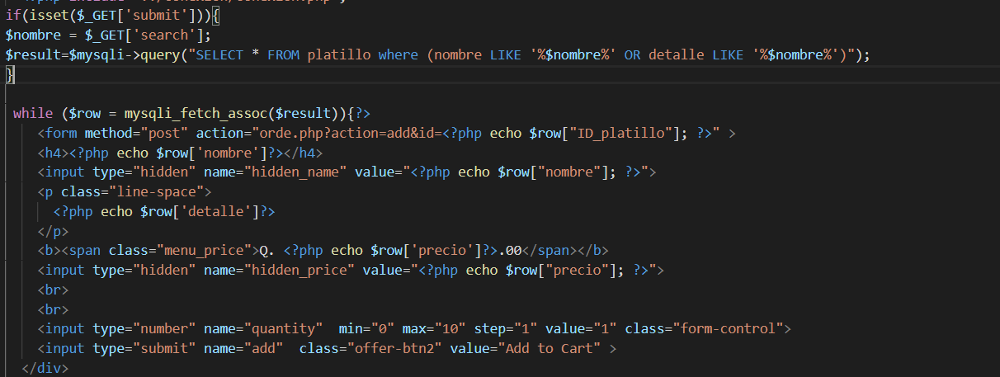 if(isset($_GET['submit'])){
$nombre = $_GET['search'];
$result=$mysqli->query("SELECT * FROM platillo where (nombre LIKE '%$nombre%' OR detalle LIKE '%$nombre%')");
}
while ($row = mysqli_fetch_assoc($result)){?>
<form method="post" action="orde.php?action=add&id=<?php echo $row["ID_platillo"]; ?>" >
<h4><?php echo $row['nombre']?></h4>
<input type="hidden" name="hidden_name" value="<?php echo $row["nombre"]; ?>">
<p class="line-space">
<?php echo $row['detalle']?>
</p>
<b><span class="menu_price">Q. <?php echo $row['precio']?>.00</span></b>
<input type="hidden" name="hidden_price" value="<?php echo $row["precio"]; ?>">
<br>
<br>
<input type="number" name="quantity"  min="0" max="10" step="1" value="1" class="form-control">
<input type="submit" name="add"  class="offer-btn2" value="Add to Cart" >
</div>